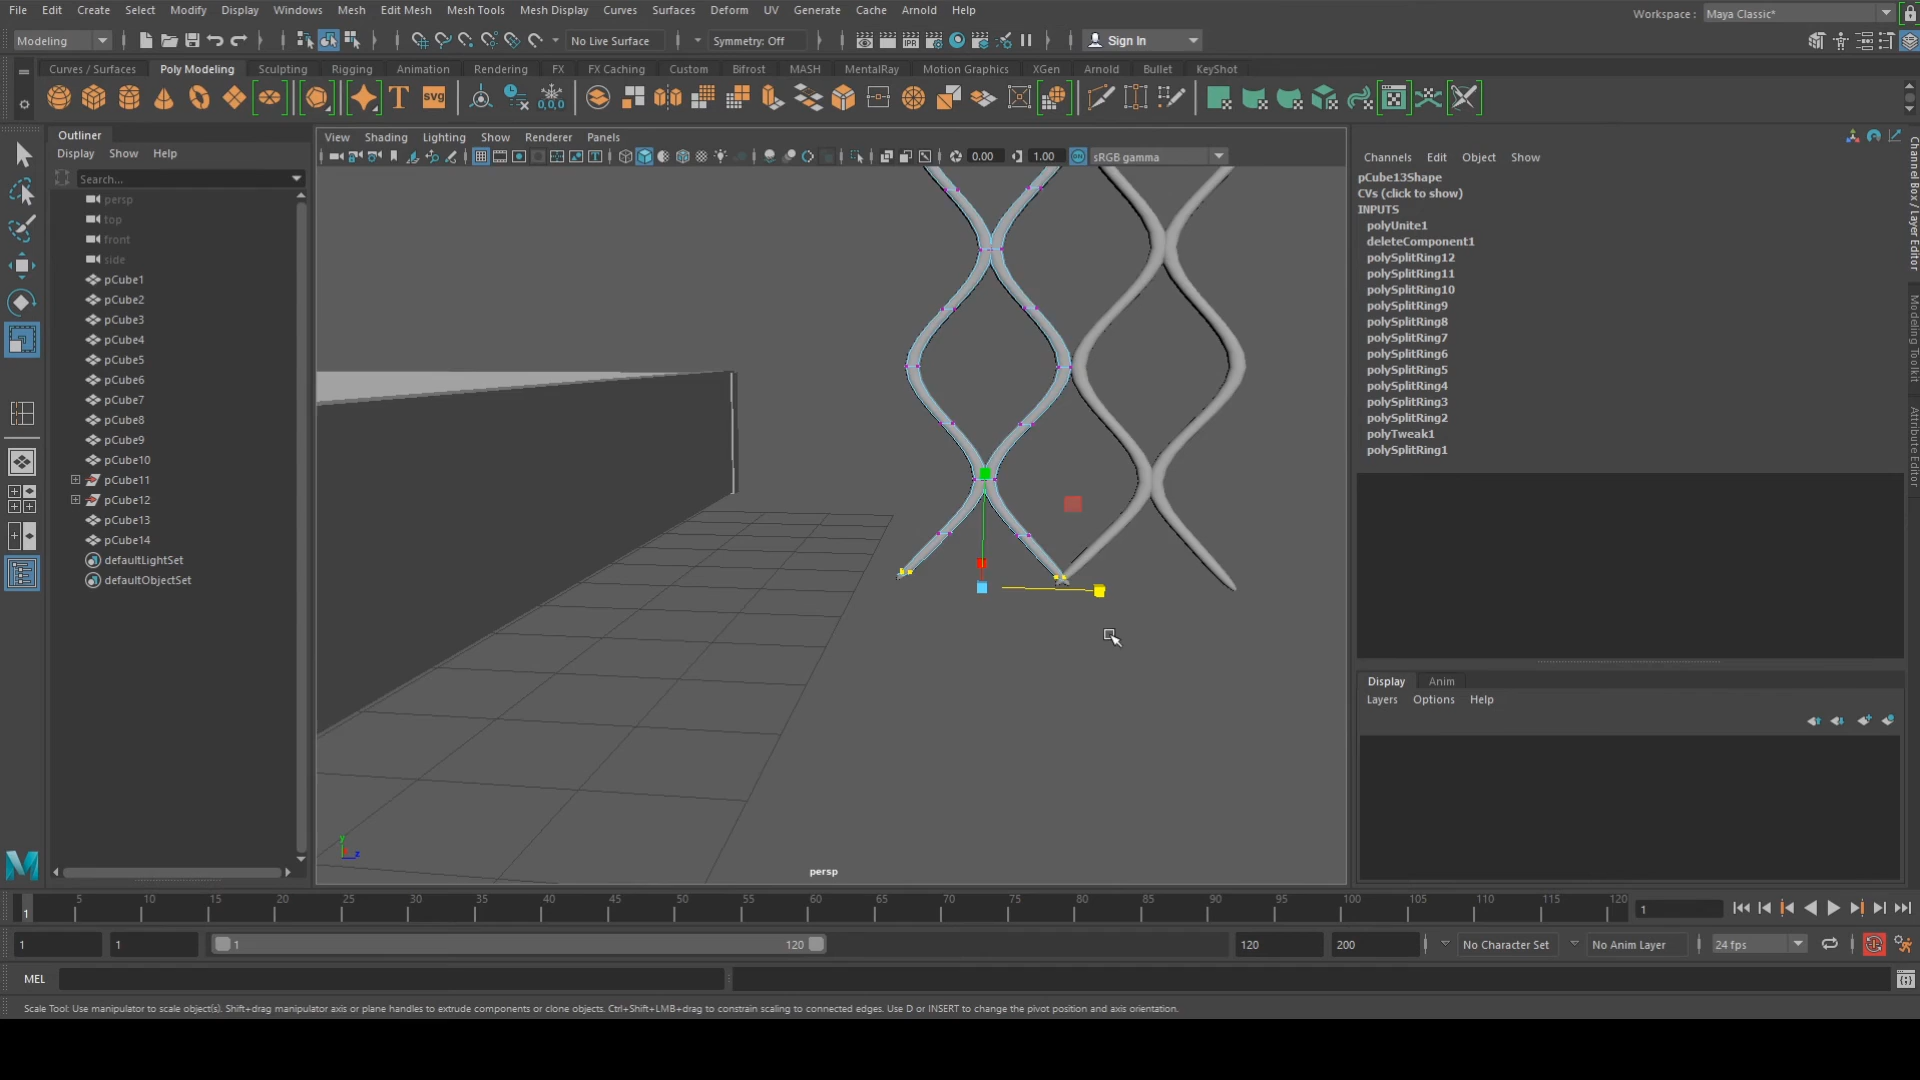 File Edit Create Select Modify Display Windows Mesh Edit Mesh Mesh Tools Mesh Display Curves Surfaces Deform UV Generate Cache Arnold Help
Workspace : Maya Classic*
Modeling No Live Surface Symmetry: Off Sign In
Curves / Surfaces Poly Modeling Sculpting Rigging Animation Rendering FX FX Caching Custom Bifrost MASH MentalRay Motion Graphics XGen Arnold Bullet KeyShot
Outliner
Display Show Help
Search...
persp
top
front
side
pCube1
pCube2
pCube3
pCube4
pCube5
pCube6
pCube7
pCube8
pCube9
pCube10
pCube11
pCube12
pCube13
pCube14
defaultLightSet
defaultObjectSet
View Shading Lighting Show Renderer Panels
0.00 1.00 sRGB gamma
persp
Channels Edit Object Show
pCube13Shape
CVs (click to show)
INPUTS
polyUnite1
deleteComponent1
polySplitRing12
polySplitRing11
polySplitRing10
polySplitRing9
polySplitRing8
polySplitRing7
polySplitRing6
polySplitRing5
polySplitRing4
polySplitRing3
polySplitRing2
polyTweak1
polySplitRing1
Display Anim
Layers Options Help
Channel Box / Layer Editor
Modeling Toolkit
Attribute Editor
1 5 10 15 20 25 30 35 40 45 50 55 60 65 70 75 80 85 90 95 100 105 110 115 120 1
1 1 1 120 120 200 No Character Set No Anim Layer 24 fps
MEL
Scale Tool: Use manipulator to scale object(s). Shift+drag manipulator axis or plane handles to extrude components or clone objects. Ctrl+Shift+LMB+drag to constrain scaling to connected edges. Use D or INSERT to change the pivot position and axis orientation.